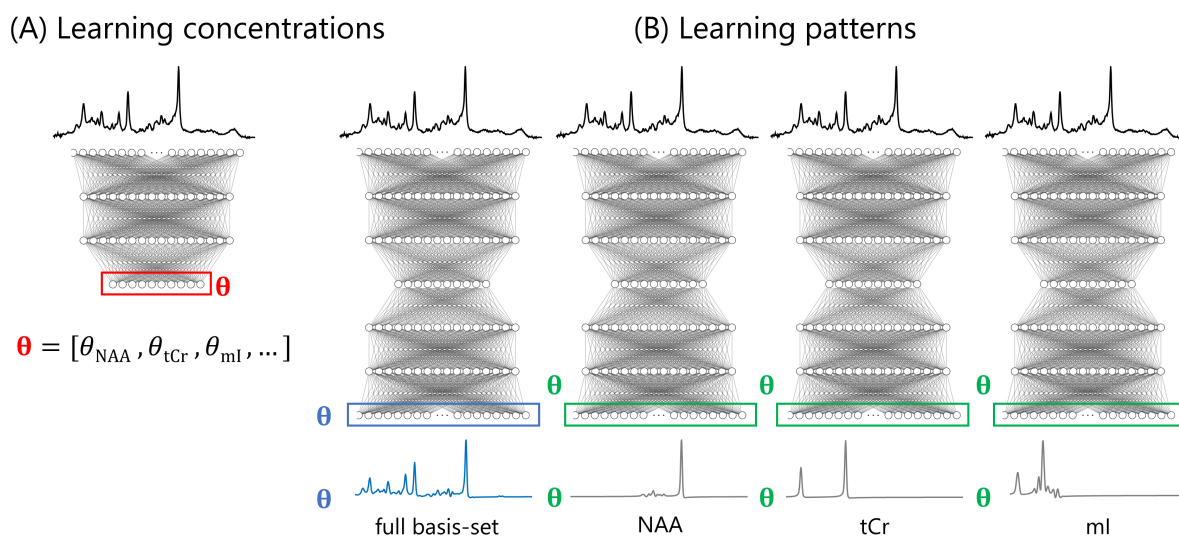 (A) Learning concentrations
(B) Learning patterns
θ
θ = [θNAA , θtCr , θmI , … ]
θ
θ
θ
θ
θ
θ
θ
θ
full basis-set
NAA
tCr
mI